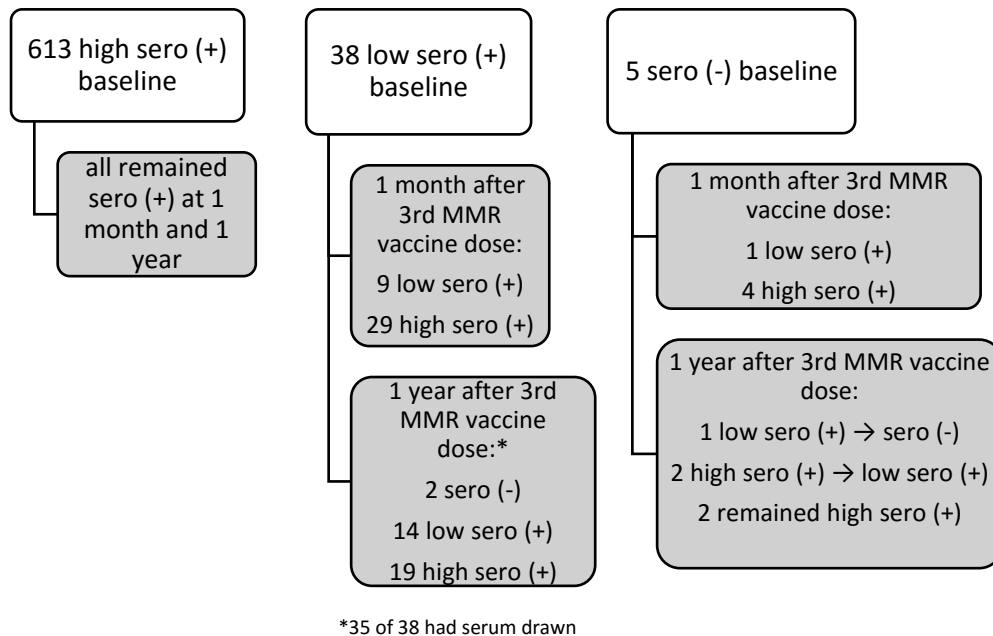 613 high sero (+)
baseline
all remained
sero (+) at 1
month and 1
year
38 low sero (+)
baseline
1 month after
3rd MMR
vaccine dose:
9 low sero (+)
29 high sero (+)
1 year after 3rd
MMR vaccine
dose:*
2 sero (-)
14 low sero (+)
19 high sero (+)
5 sero (-) baseline
1 month after 3rd MMR
vaccine dose:
1 low sero (+)
4 high sero (+)
1 year after 3rd MMR vaccine
dose:
1 low sero (+) → sero (-)
2 high sero (+) → low sero (+)
2 remained high sero (+)
*35 of 38 had serum drawn